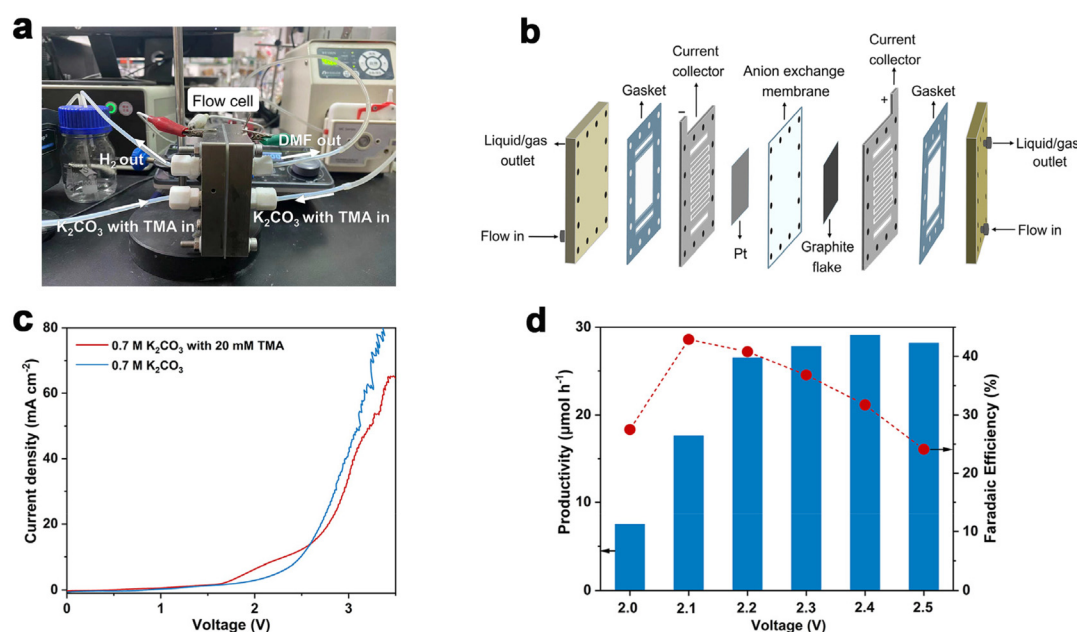 a
Flow cell
DMF out
H₂ out
K₂CO₃ with TMA in
K₂CO₃ with TMA in
b
Current
collector
Current
collector
Gasket
Anion exchange
membrane
Gasket
−
+
Liquid/gas
outlet
Liquid/gas
outlet
Flow in
Pt
Graphite
flake
Flow in
c
80
60
40
20
0
Current density (mA cm⁻²)
0.7 M K₂CO₃ with 20 mM TMA
0.7 M K₂CO₃
0 1 2 3
Voltage (V)
d
30
20
10
0
Productivity (μmol h⁻¹)
40
30
20
10
0
Faradaic Efficiency (%)
2.0 2.1 2.2 2.3 2.4 2.5
Voltage (V)